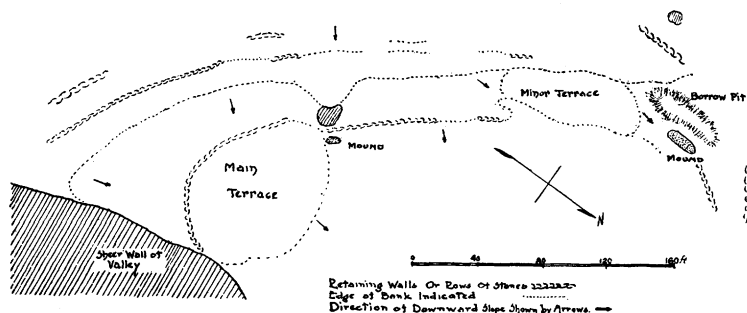 Borrow Pit
Minor Terrace
Mound
Mound
Main
Terrace
N
Sheer Wall of
Valley
0 40 80 120 160 ft
Retaining Walls Or Rows Of Stones
Edge of Bank Indicated
Direction of Downward Slope Shown by Arrows.